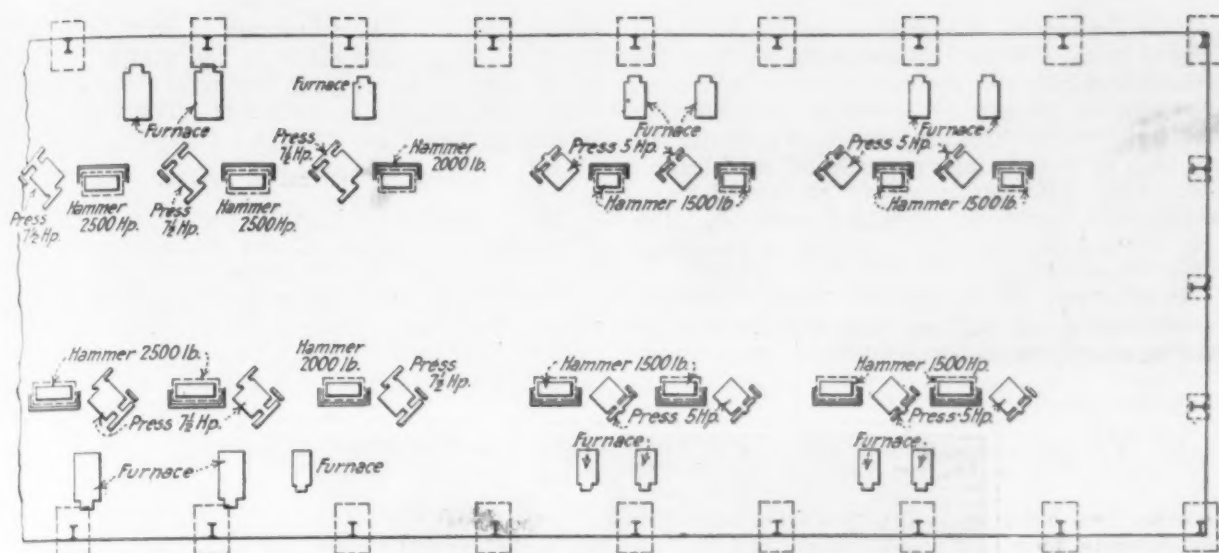 Furnace
Furnace
Press
7½ Hp.
Hammer
2000 lb.
Press 5 Hp.
Furnace
Press 5 Hp.
Furnace
Press
7½ Hp.
Hammer
2500 Hp.
Press
7½ Hp.
Hammer
2500 Hp.
Hammer 1500 lb
Hammer 1500 lb.
Hammer 2500 lb.
Hammer
2000 lb.
Press
7½ Hp.
Hammer 1500 lb.
Hammer 1500 Hp.
Press 7½ Hp.
Press 5 Hp.
Press 5 Hp.
Furnace
Furnace
Furnace
Furnace